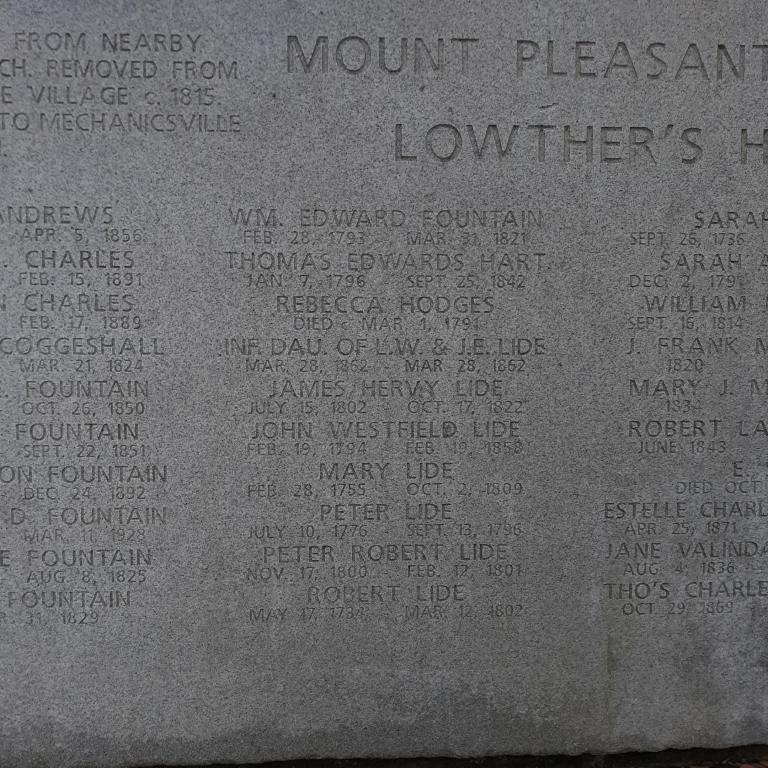 FROM NEARBY
CH. REMOVED FROM
E VILLAGE c. 1815.
TO MECHANICSVILLE
MOUNT PLEASANT
LOWTHER'S H
ANDREWS
APR. 5, 1856
. CHARLES
FEB. 15, 1891
N CHARLES
FEB. 17, 1889
COGGESHALL
MAR. 21, 1824
. FOUNTAIN
OCT. 26, 1850
FOUNTAIN
SEPT. 22, 1851
ON FOUNTAIN
DEC. 24, 1892
D. FOUNTAIN
MAR. 11, 1928
E FOUNTAIN
AUG. 8, 1825
FOUNTAIN
R. 31, 1829
WM. EDWARD FOUNTAIN
FEB. 28, 1793 - MAR. 31, 1821
THOMAS EDWARDS HART
JAN. 7, 1796 - SEPT. 25, 1842
REBECCA HODGES
DIED c. MAR. 1, 1791
INF. DAU. OF L.W. & J.E. LIDE
MAR. 28, 1862 - MAR. 28, 1862
JAMES HERVY LIDE
JULY 15, 1802 - OCT. 17, 1822
JOHN WESTFIELD LIDE
FEB. 19, 1794 - FEB. 19, 1858
MARY LIDE
FEB. 28, 1755 - OCT. 2, 1809
PETER LIDE
JULY 10, 1776 - SEPT. 13, 1796
PETER ROBERT LIDE
NOV. 17, 1800 - FEB. 12, 1801
ROBERT LIDE
MAY 17, 1734 - MAR. 12, 1802
SARAH
SEPT. 26, 1736
SARAH A
DEC. 2, 179
WILLIAM
SEPT. 16, 1814
J. FRANK M
1820
MARY J. M
1834
ROBERT LA
JUNE 1843
E.
DIED OCT
ESTELLE CHARL
APR. 25, 1871
JANE VALINDA
AUG. 4, 1836
THO'S CHARLE
OCT. 29, 1869